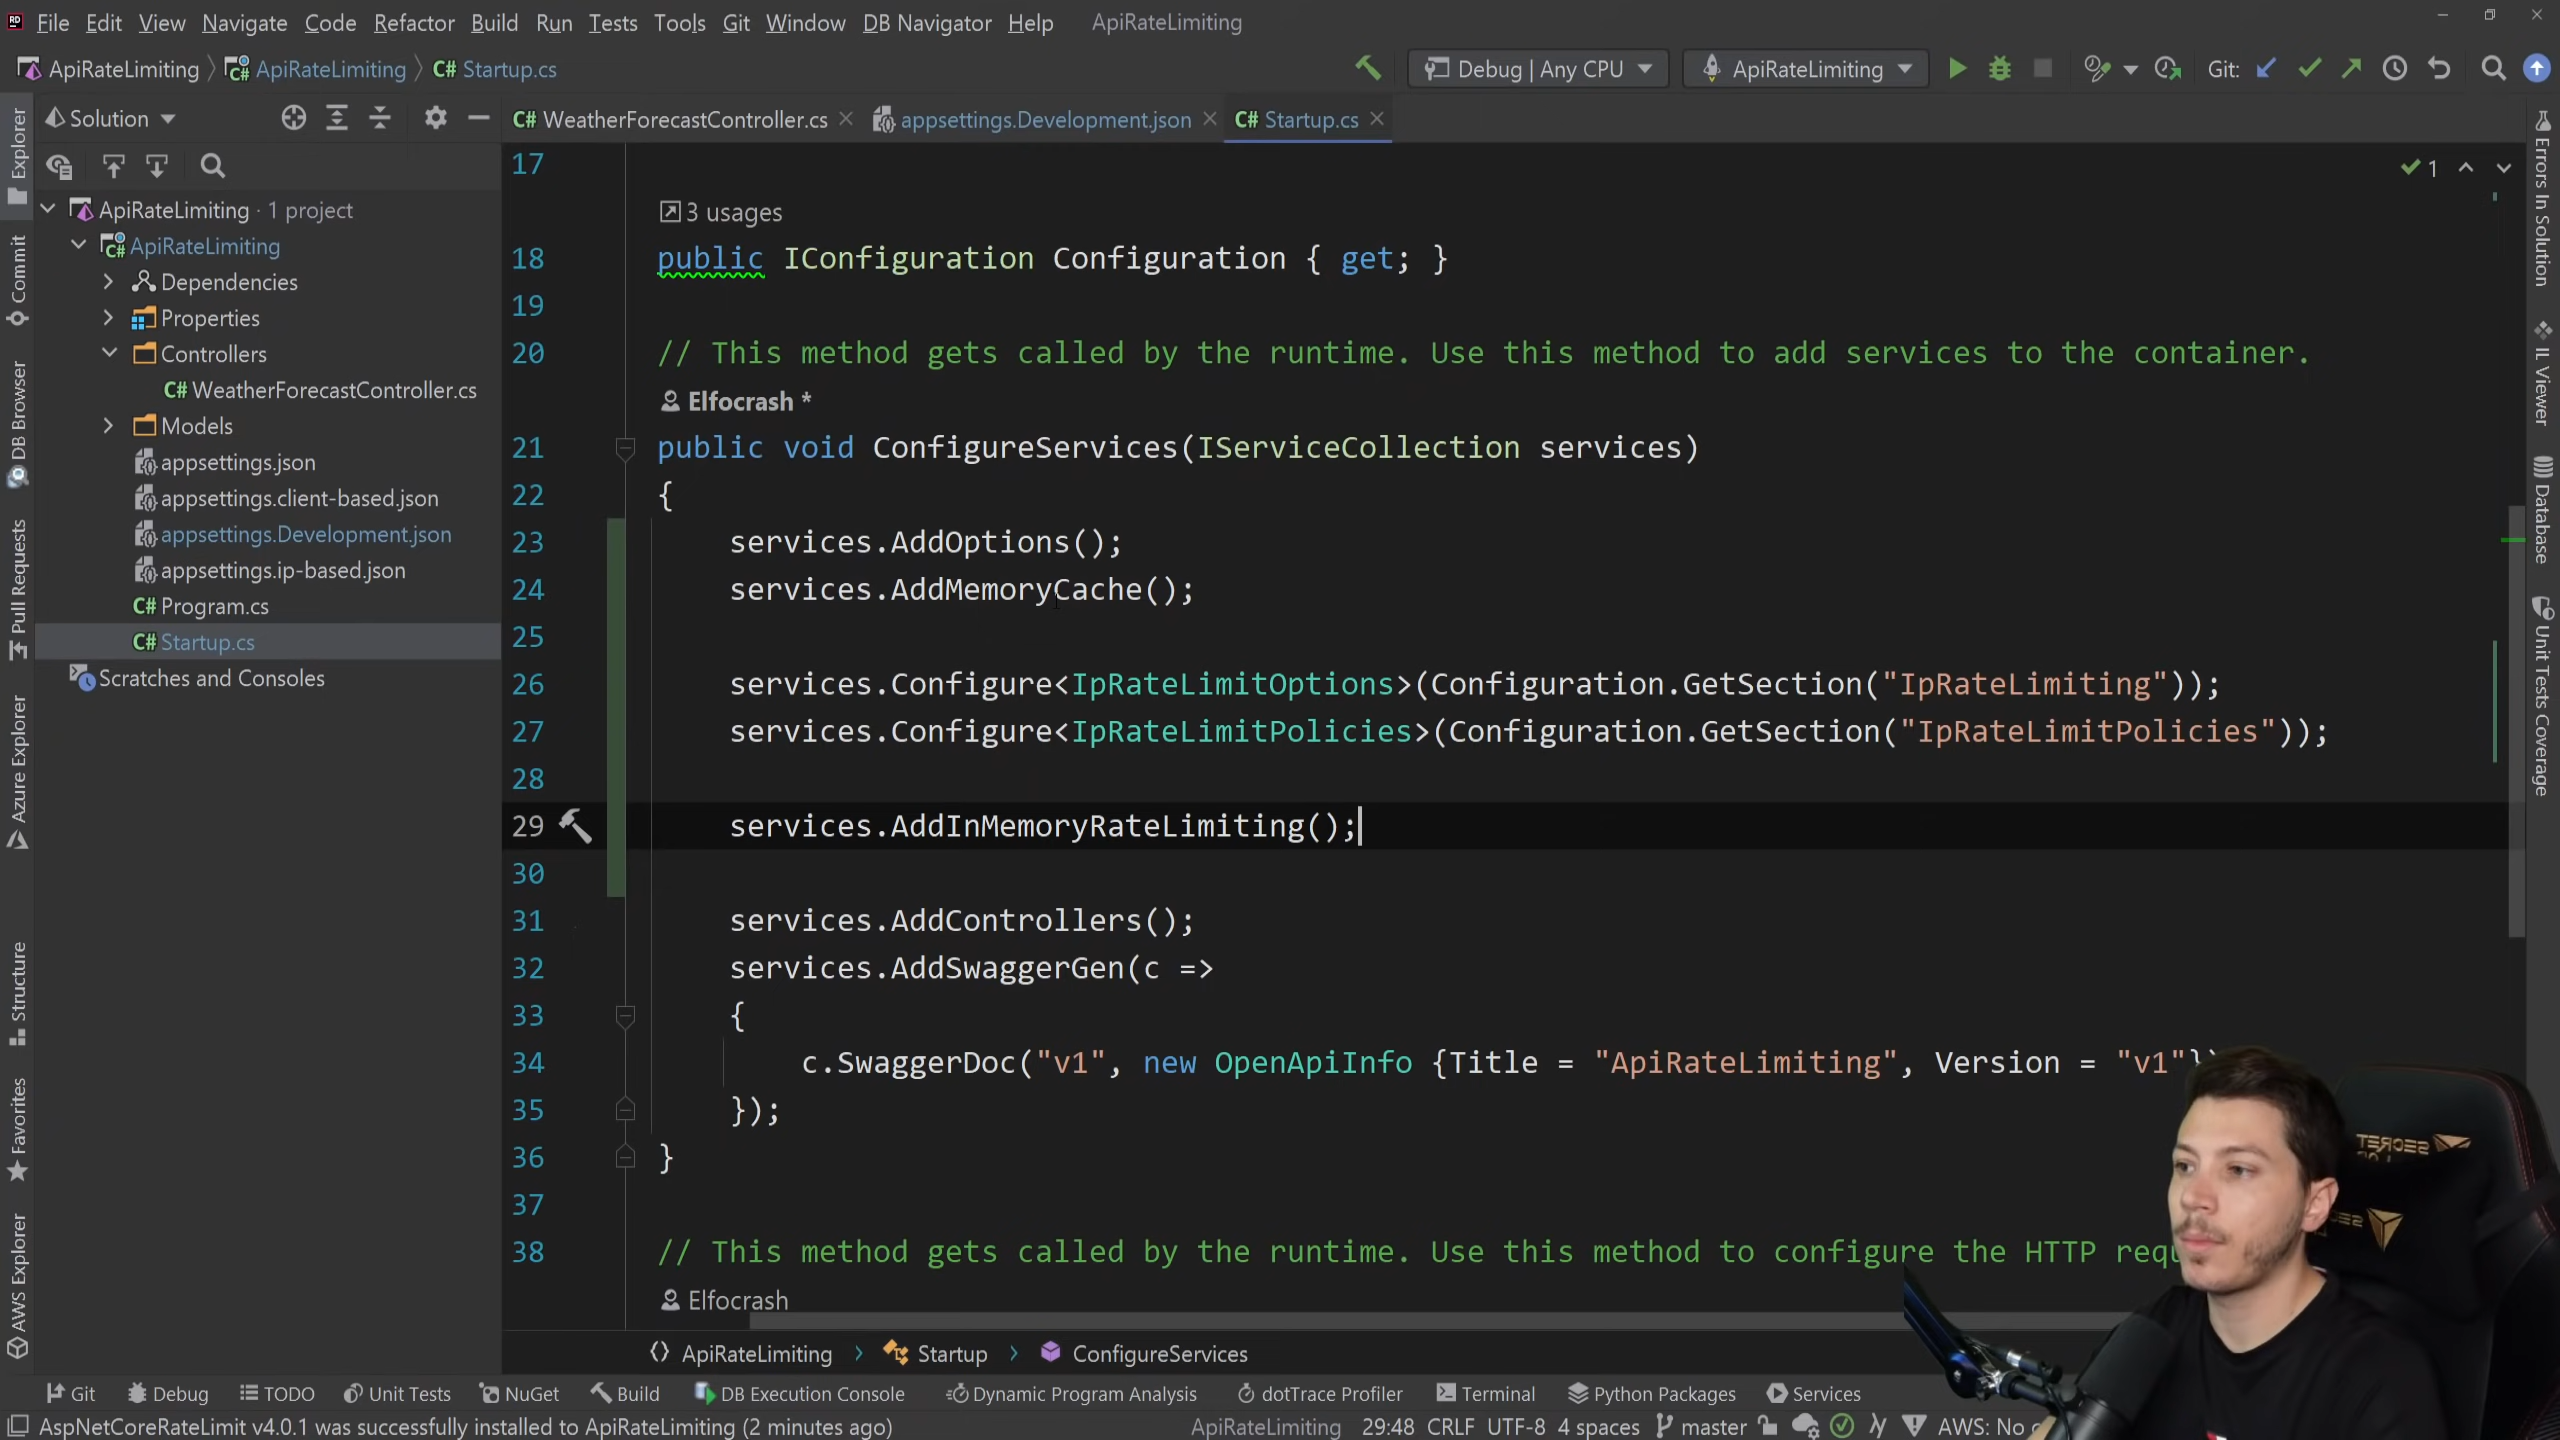 File Edit View Navigate Code Refactor Build Run Tests Tools Git Window DB Navigator Help ApiRateLimiting
ApiRateLimiting ApiRateLimiting C# Startup.cs Debug | Any CPU ApiRateLimiting Git:
Solution
C# WeatherForecastController.cs appsettings.Development.json C# Startup.cs
Explorer
Commit
DB Browser
Pull Requests
Azure Explorer
Structure
Favorites
AWS Explorer
ApiRateLimiting · 1 project
ApiRateLimiting
Dependencies
Properties
Controllers
C# WeatherForecastController.cs
Models
appsettings.json
appsettings.client-based.json
appsettings.Development.json
appsettings.ip-based.json
C# Program.cs
C# Startup.cs
Scratches and Consoles
17
1
3 usages
18 public IConfiguration Configuration { get; }
19
20 // This method gets called by the runtime. Use this method to add services to the container.
Elfocrash *
21 public void ConfigureServices(IServiceCollection services)
22 {
23 services.AddOptions();
24 services.AddMemoryCache();
25
26 services.Configure<IpRateLimitOptions>(Configuration.GetSection("IpRateLimiting"));
27 services.Configure<IpRateLimitPolicies>(Configuration.GetSection("IpRateLimitPolicies"));
28
29 services.AddInMemoryRateLimiting();
30
31 services.AddControllers();
32 services.AddSwaggerGen(c =>
33 {
34 c.SwaggerDoc("v1", new OpenApiInfo {Title = "ApiRateLimiting", Version = "v1"})
35 });
36 }
37
38 // This method gets called by the runtime. Use this method to configure the HTTP requ
Elfocrash
Errors In Solution
IL Viewer
Database
Unit Tests Coverage
SECRET
ApiRateLimiting Startup ConfigureServices
Git Debug TODO Unit Tests NuGet Build DB Execution Console Dynamic Program Analysis dotTrace Profiler Terminal Python Packages Services
AspNetCoreRateLimit v4.0.1 was successfully installed to ApiRateLimiting (2 minutes ago) ApiRateLimiting 29:48 CRLF UTF-8 4 spaces master AWS: No